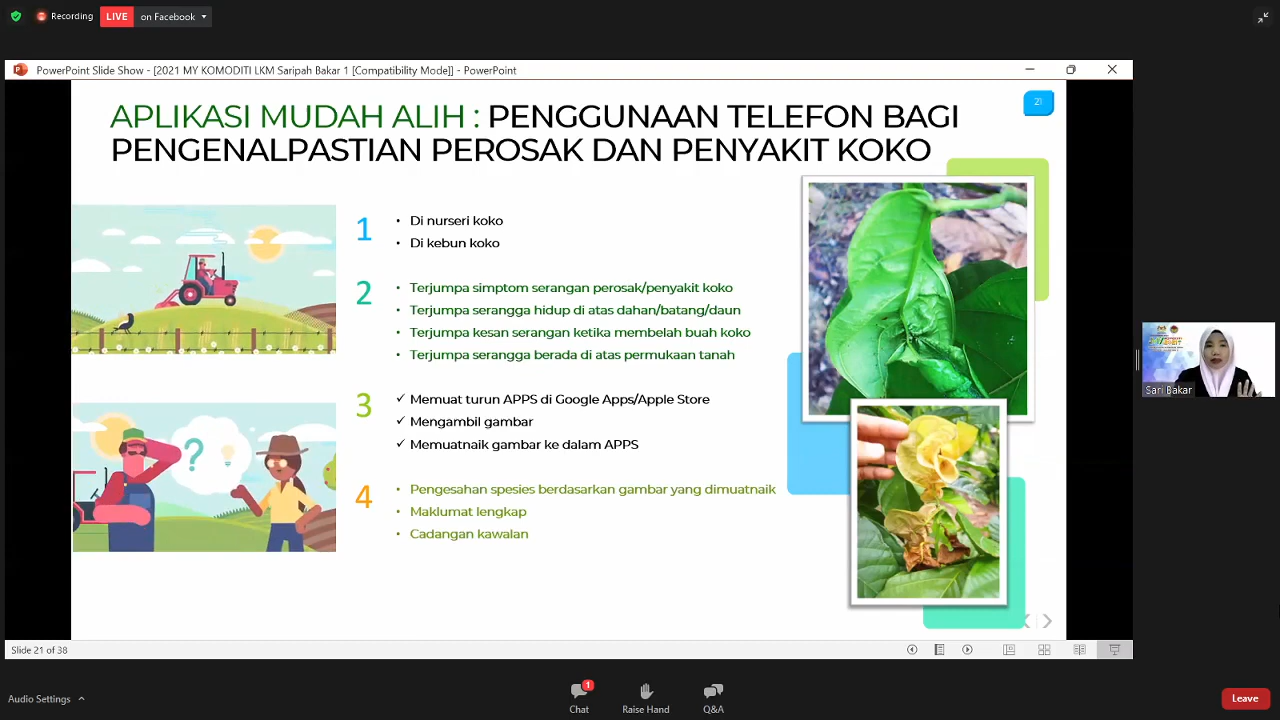 Recording
LIVE
on Facebook
PowerPoint Slide Show - [2021 MY KOMODITI LKM Saripah Bakar 1 [Compatibility Mode]] - PowerPoint
21
APLIKASI MUDAH ALIH : PENGGUNAAN TELEFON BAGI
PENGENALPASTIAN PEROSAK DAN PENYAKIT KOKO
1
• Di nurseri koko
• Di kebun koko
2
• Terjumpa simptom serangan perosak/penyakit koko
• Terjumpa serangga hidup di atas dahan/batang/daun
• Terjumpa kesan serangan ketika membelah buah koko
• Terjumpa serangga berada di atas permukaan tanah
3
✓ Memuat turun APPS di Google Apps/Apple Store
✓ Mengambil gambar
✓ Memuatnaik gambar ke dalam APPS
4
• Pengesahan spesies berdasarkan gambar yang dimuatnaik
• Maklumat lengkap
• Cadangan kawalan
?
Sari Bakar
Slide 21 of 38
Audio Settings
1
Chat
Raise Hand
Q&A
Leave